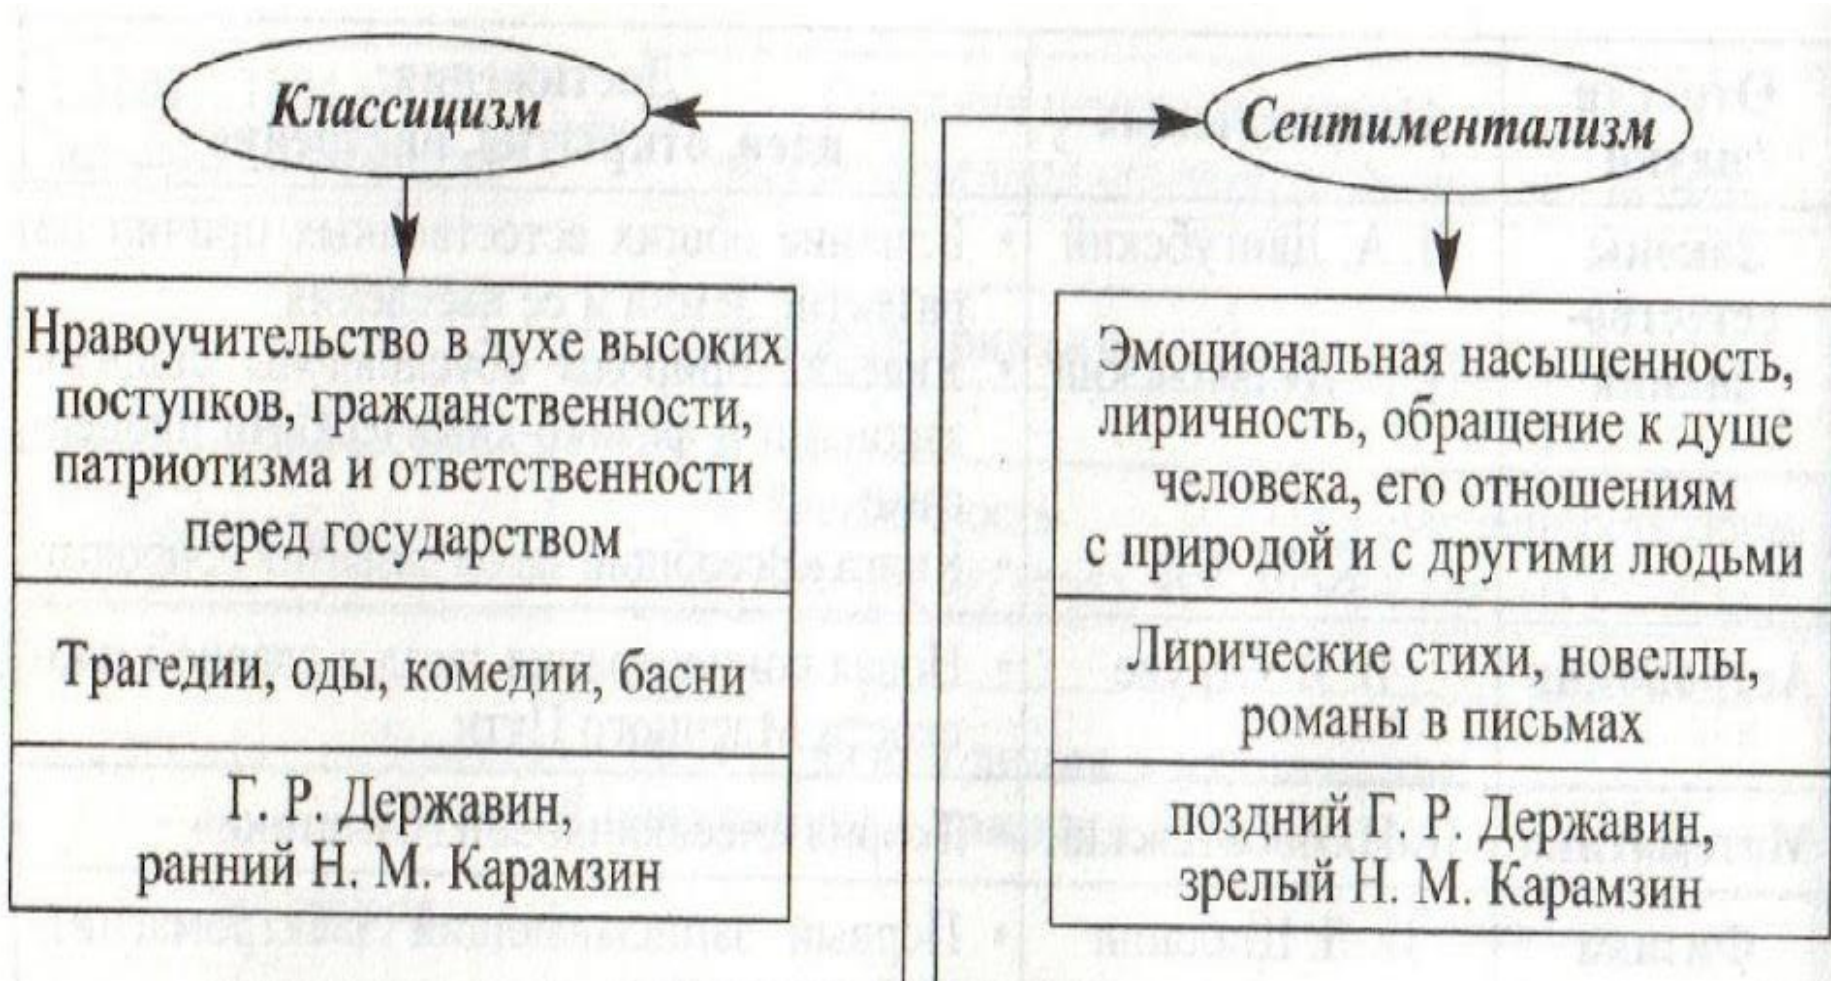 Классицизм
Нравоучительство в духе высоких
поступков, гражданственности,
патриотизма и ответственности
перед государством
Трагедии, оды, комедии, басни
Г. Р. Державин,
ранний Н. М. Карамзин
Сентиментализм
Эмоциональная насыщенность,
лиричность, обращение к душе
человека, его отношениям
с природой и с другими людьми
Лирические стихи, новеллы,
романы в письмах
поздний Г. Р. Державин,
зрелый Н. М. Карамзин